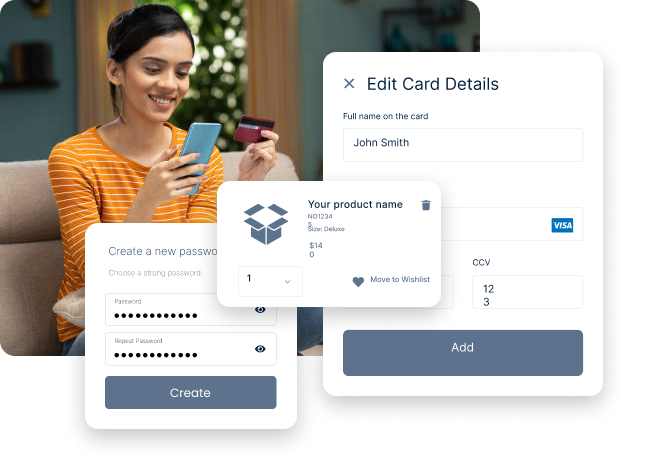 Edit Card Details
Full name on the card
John Smith
VISA
CCV
12
3
Add
Your product name
NO1234
5
Size: Deluxe
$14
0
1
Move to Wishlist
Create a new passwo
Choose a strong password.
Password
Repeat Password
Create